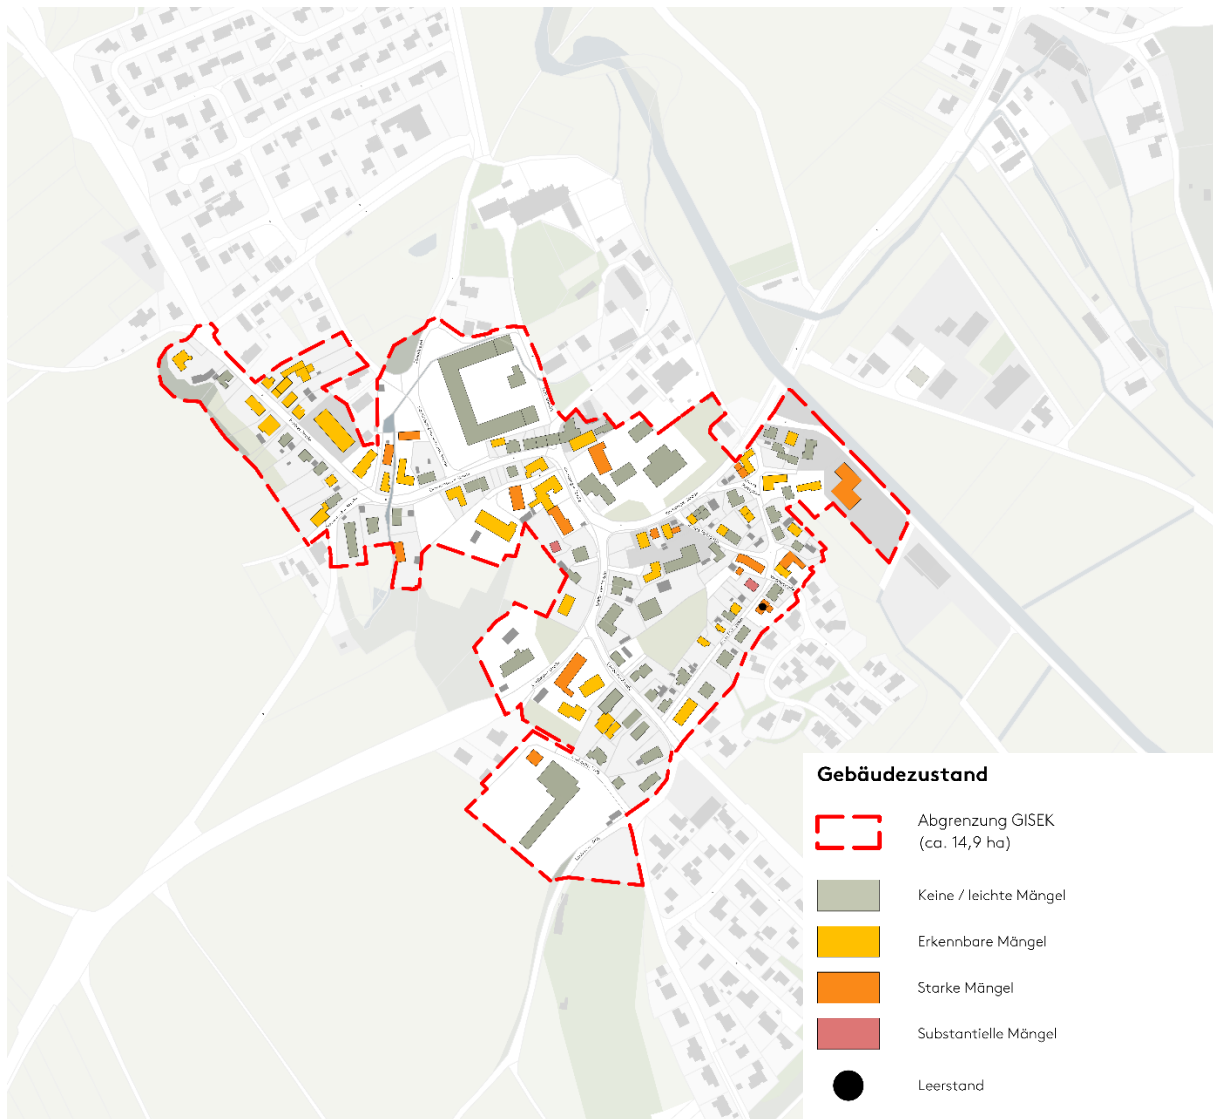 Gebäudezustand
Abgrenzung GISEK
(ca. 14,9 ha)
Keine / leichte Mängel
Erkennbare Mängel
Starke Mängel
Substantielle Mängel
Leerstand